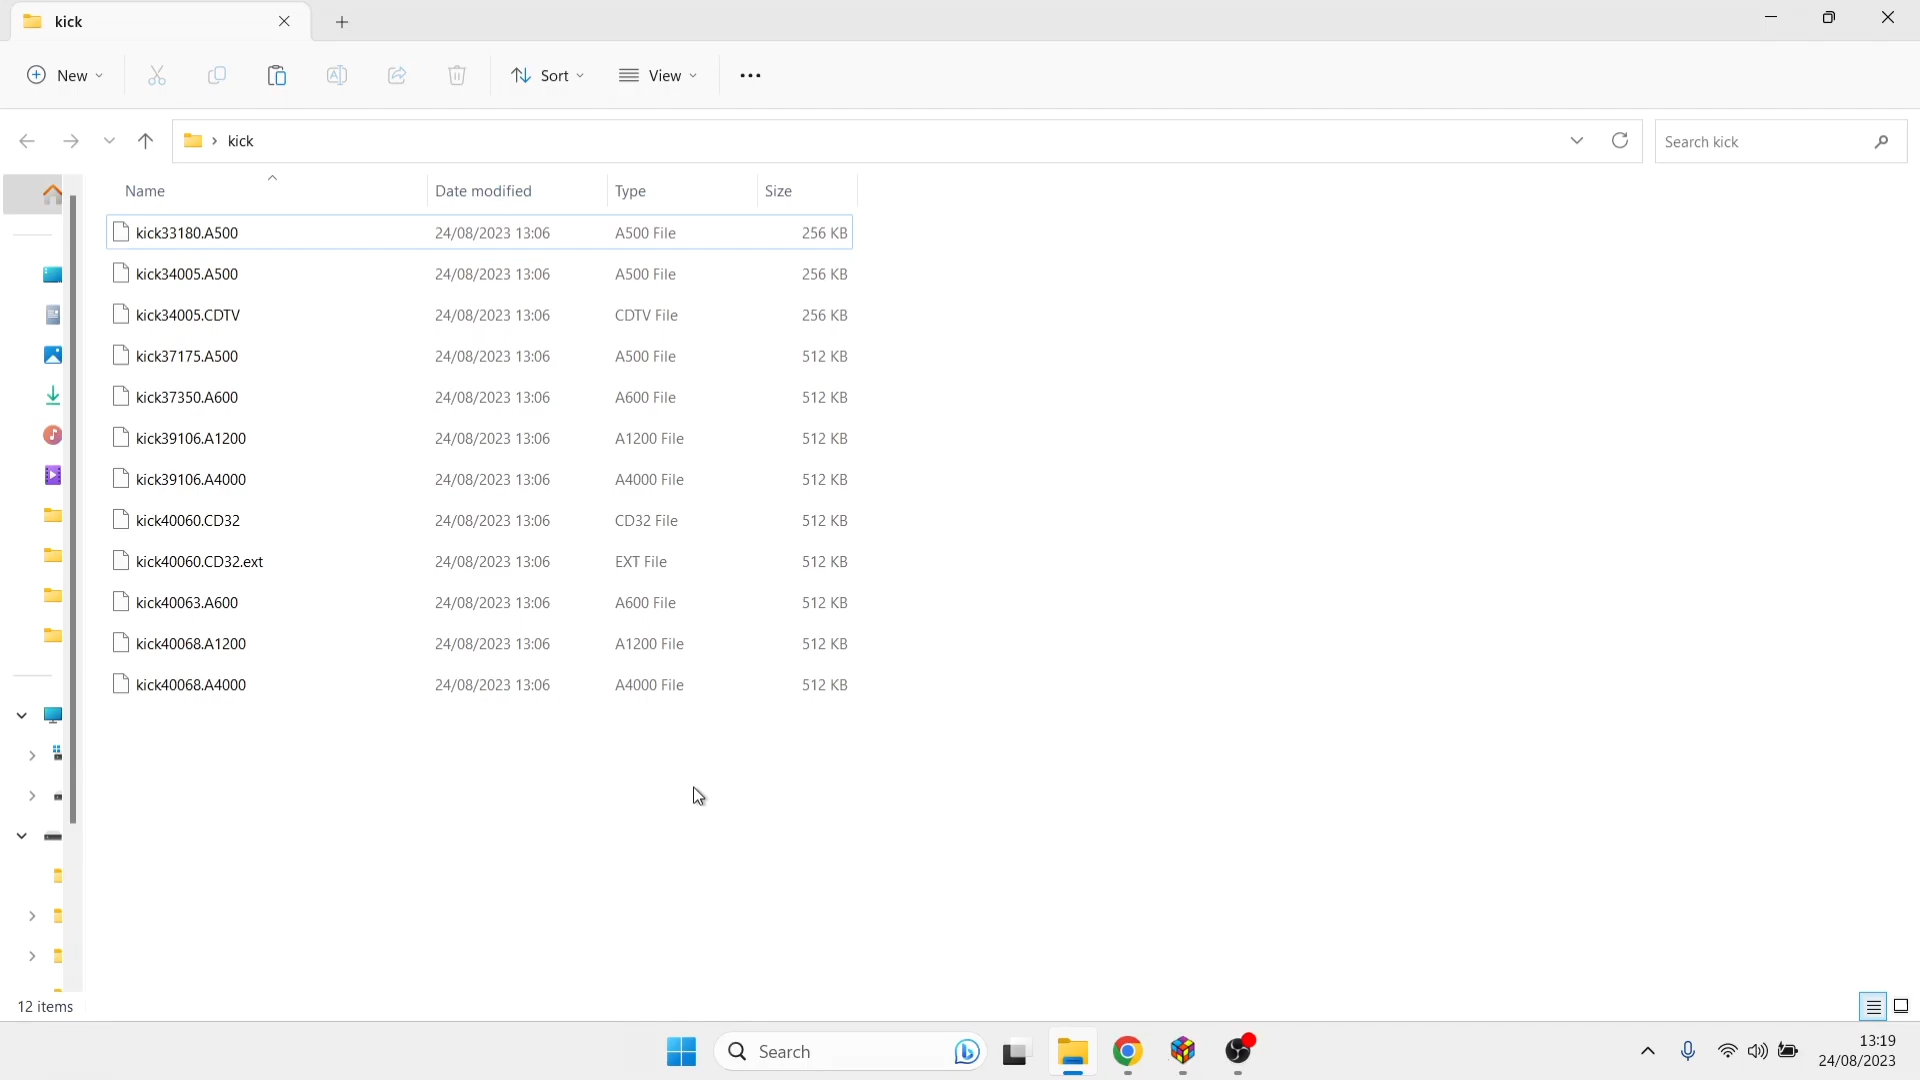 kick
New
Sort
View
kick
Search kick
Name Date modified Type Size
kick33180.A500 24/08/2023 13:06 A500 File 256 KB
kick34005.A500 24/08/2023 13:06 A500 File 256 KB
kick34005.CDTV 24/08/2023 13:06 CDTV File 256 KB
kick37175.A500 24/08/2023 13:06 A500 File 512 KB
kick37350.A600 24/08/2023 13:06 A600 File 512 KB
kick39106.A1200 24/08/2023 13:06 A1200 File 512 KB
kick39106.A4000 24/08/2023 13:06 A4000 File 512 KB
kick40060.CD32 24/08/2023 13:06 CD32 File 512 KB
kick40060.CD32.ext 24/08/2023 13:06 EXT File 512 KB
kick40063.A600 24/08/2023 13:06 A600 File 512 KB
kick40068.A1200 24/08/2023 13:06 A1200 File 512 KB
kick40068.A4000 24/08/2023 13:06 A4000 File 512 KB
12 items
Search
13:19
24/08/2023